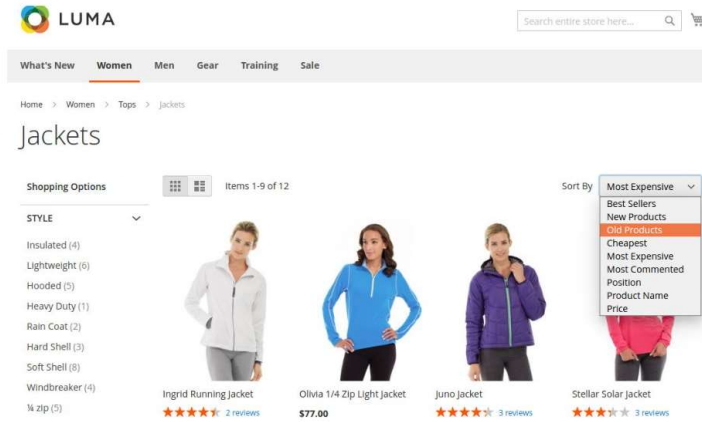 LUMA
Search entire store here...
What's New Women Men Gear Training Sale
Home > Women > Tops > Jackets
Jackets
Shopping Options
Items 1-9 of 12
Sort By Most Expensive
Best Sellers
New Products
Old Products
Cheapest
Most Expensive
Most Commented
Position
Product Name
Price
STYLE
Insulated (4)
Lightweight (6)
Hooded (5)
Heavy Duty (1)
Rain Coat (2)
Hard Shell (3)
Soft Shell (8)
Windbreaker (4)
¼ zip (5)
Ingrid Running Jacket
2 reviews
Olivia 1/4 Zip Light Jacket
$77.00
Juno Jacket
3 reviews
Stellar Solar Jacket
3 reviews